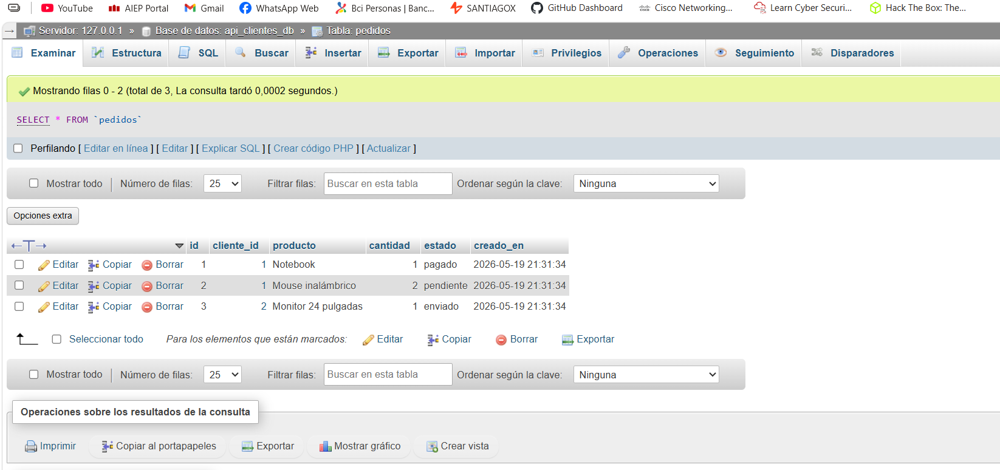 YouTube AIEP Portal Gmail WhatsApp Web Bci Personas | Banc... SANTIAGOX GitHub Dashboard Cisco Networking... Learn Cyber Securi... Hack The Box: The...
Servidor: 127.0.0.1 » Base de datos: api_clientes_db » Tabla: pedidos
Examinar Estructura SQL Buscar Insertar Exportar Importar Privilegios Operaciones Seguimiento Disparadores
Mostrando filas 0 - 2 (total de 3, La consulta tardó 0,0002 segundos.)
SELECT * FROM `pedidos`
Perfilando [ Editar en línea ] [ Editar ] [ Explicar SQL ] [ Crear código PHP ] [ Actualizar ]
Mostrar todo Número de filas: 25 Filtrar filas: Buscar en esta tabla Ordenar según la clave: Ninguna
Opciones extra
←T→ id cliente_id producto cantidad estado creado_en
Editar Copiar Borrar 1 1 Notebook 1 pagado 2026-05-19 21:31:34
Editar Copiar Borrar 2 1 Mouse inalámbrico 2 pendiente 2026-05-19 21:31:34
Editar Copiar Borrar 3 2 Monitor 24 pulgadas 1 enviado 2026-05-19 21:31:34
Seleccionar todo Para los elementos que están marcados: Editar Copiar Borrar Exportar
Mostrar todo Número de filas: 25 Filtrar filas: Buscar en esta tabla Ordenar según la clave: Ninguna
Operaciones sobre los resultados de la consulta
Imprimir Copiar al portapapeles Exportar Mostrar gráfico Crear vista